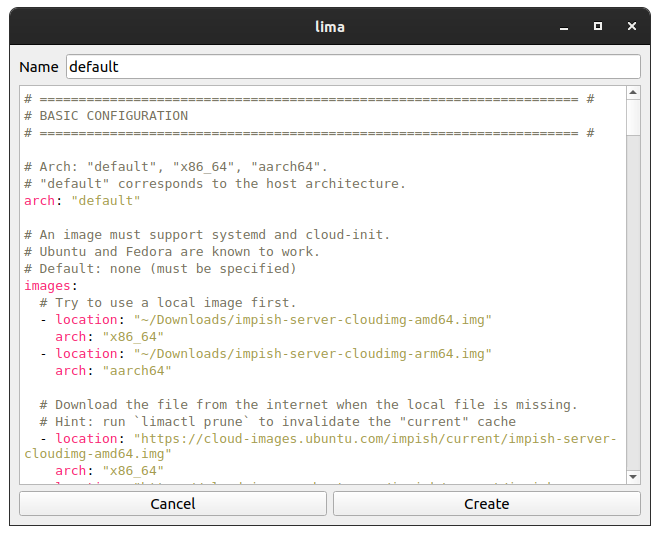 lima
Name default
# ===================================================================== #
# BASIC CONFIGURATION
# ===================================================================== #
# Arch: "default", "x86_64", "aarch64".
# "default" corresponds to the host architecture.
arch: "default"
# An image must support systemd and cloud-init.
# Ubuntu and Fedora are known to work.
# Default: none (must be specified)
images:
  # Try to use a local image first.
  - location: "~/Downloads/impish-server-cloudimg-amd64.img"
    arch: "x86_64"
  - location: "~/Downloads/impish-server-cloudimg-arm64.img"
    arch: "aarch64"
  # Download the file from the internet when the local file is missing.
  # Hint: run `limactl prune` to invalidate the "current" cache
  - location: "https://cloud-images.ubuntu.com/impish/current/impish-server-
cloudimg-amd64.img"
    arch: "x86_64"
Cancel Create